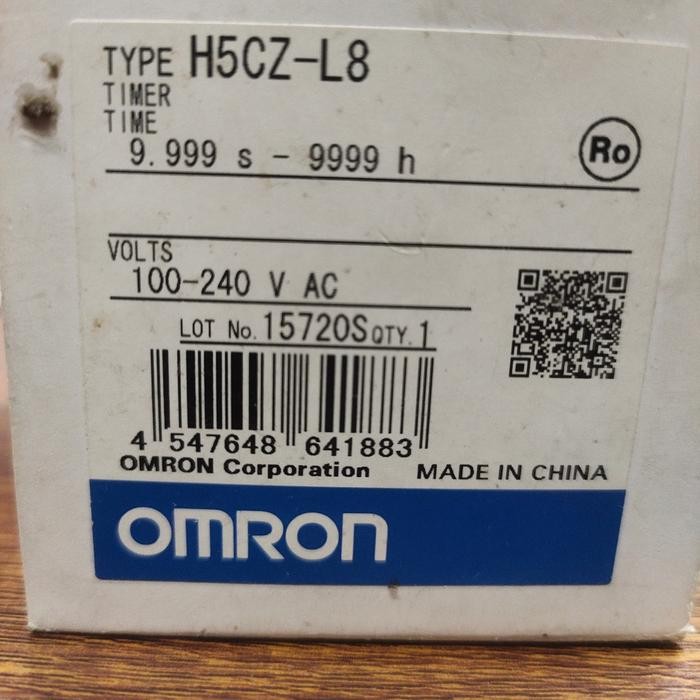 TYPE H5CZ-L8
TIMER
TIME
9.999 s - 9999 h
Ro
VOLTS
100-240 V AC
LOT No. 15720S QTY. 1
4 547648 641883
OMRON Corporation MADE IN CHINA
OMRON